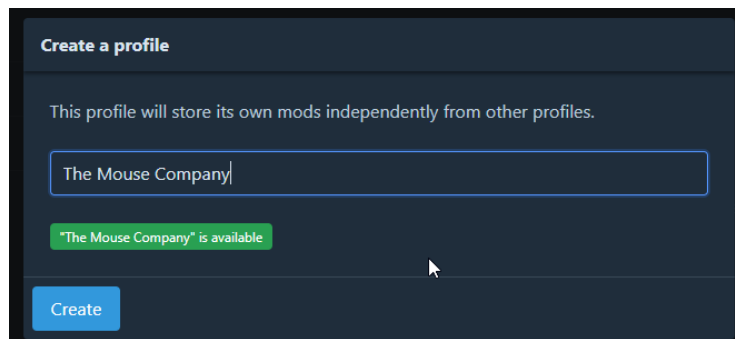 Create a profile
This profile will store its own mods independently from other profiles.
The Mouse Company
"The Mouse Company" is available
Create